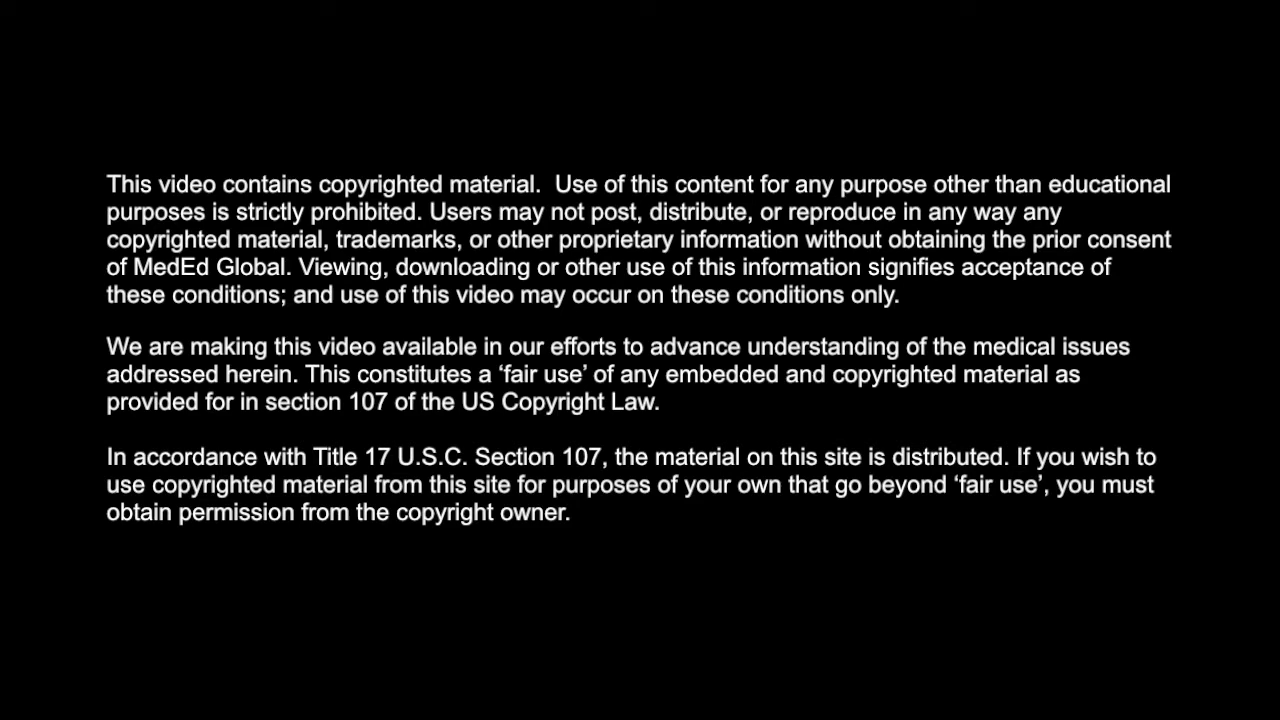 This video contains copyrighted material.  Use of this content for any purpose other than educational
purposes is strictly prohibited. Users may not post, distribute, or reproduce in any way any
copyrighted material, trademarks, or other proprietary information without obtaining the prior consent
of MedEd Global. Viewing, downloading or other use of this information signifies acceptance of
these conditions; and use of this video may occur on these conditions only.
We are making this video available in our efforts to advance understanding of the medical issues
addressed herein. This constitutes a ‘fair use’ of any embedded and copyrighted material as
provided for in section 107 of the US Copyright Law.
In accordance with Title 17 U.S.C. Section 107, the material on this site is distributed. If you wish to
use copyrighted material from this site for purposes of your own that go beyond ‘fair use’, you must
obtain permission from the copyright owner.